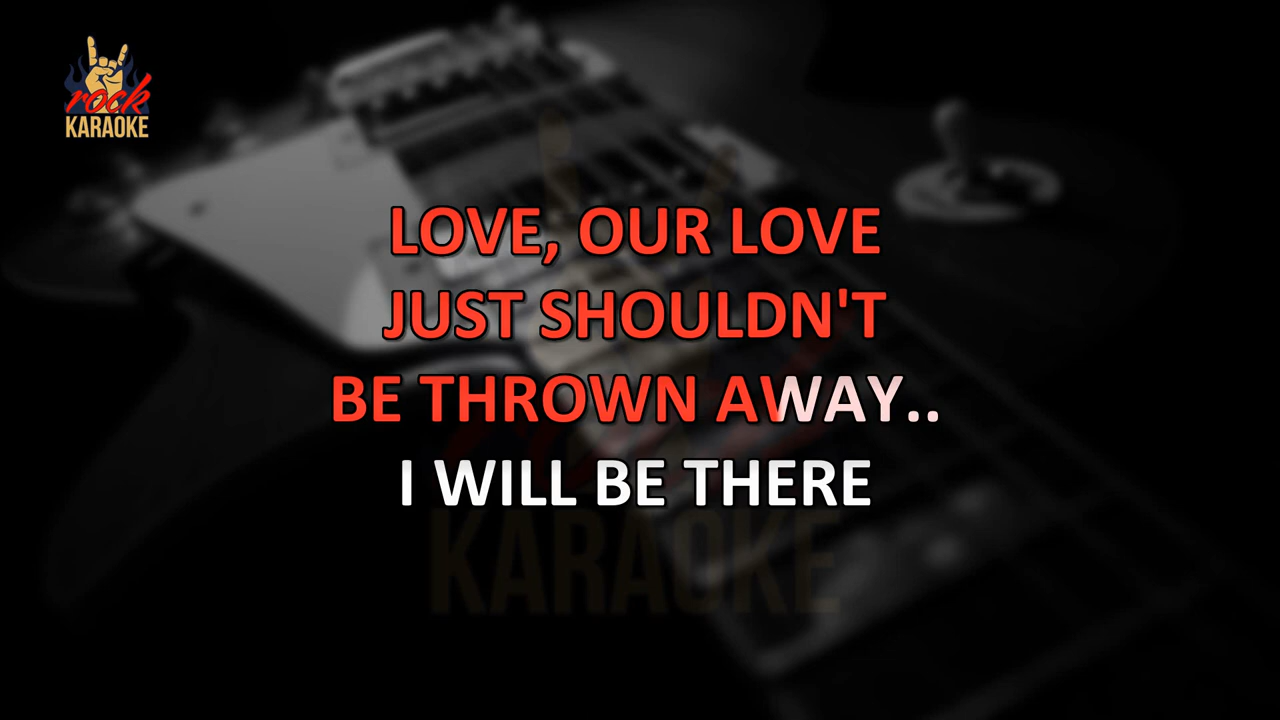 rock
KARAOKE
LOVE, OUR LOVE
JUST SHOULDN'T
BE THROWN AWAY..
I WILL BE THERE
KARAOKE